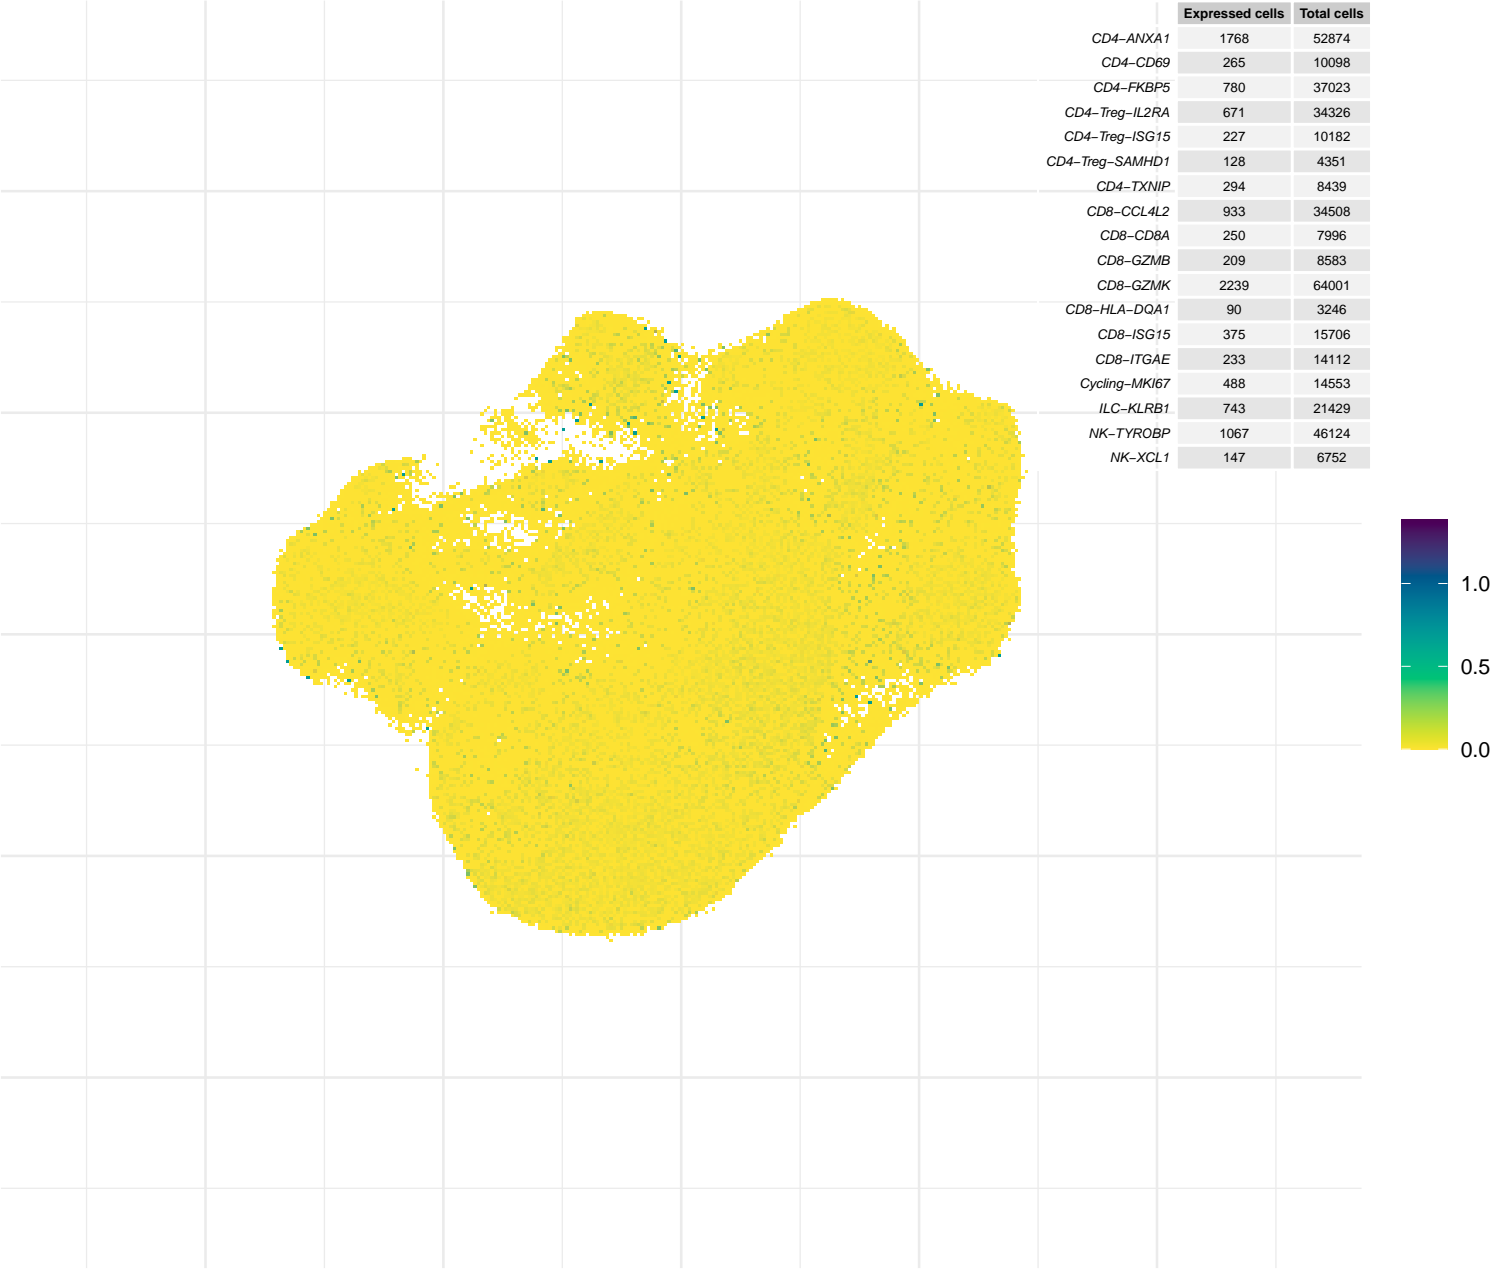 Expressed cells Total cells
CD4−ANXA1 1768 52874
CD4−CD69 265 10098
CD4−FKBP5 780 37023
CD4−Treg−IL2RA 671 34326
CD4−Treg−ISG15 227 10182
CD4−Treg−SAMHD1 128 4351
CD4−TXNIP 294 8439
CD8−CCL4L2 933 34508
CD8−CD8A 250 7996
CD8−GZMB 209 8583
CD8−GZMK 2239 64001
CD8−HLA−DQA1 90 3246
CD8−ISG15 375 15706
CD8−ITGAE 233 14112
Cycling−MKI67 488 14553
ILC−KLRB1 743 21429
NK−TYROBP 1067 46124
NK−XCL1 147 6752
1.0
0.5
0.0